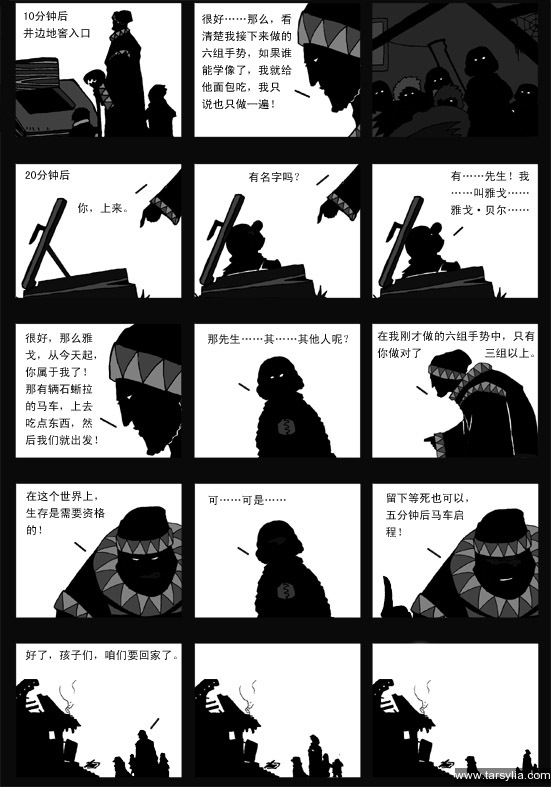 10分钟后
井边地窖入口
很好……那么，看
清楚我接下来做的
六组手势，如果谁
能学像了，我就给
他面包吃，我只
说也只做一遍！
20分钟后
你，上来。
有名字吗？
有……先生！我
……叫雅戈……
雅戈·贝尔……
很好，那么雅
戈，从今天起，
你属于我了！
那有辆石蜥拉
的马车，上去
吃点东西，然
后我们就出发！
那先生……其……其他人呢？
在我刚才做的六组手势中，只有
你做对了 三组以上。
在这个世界上，
生存是需要资格
的！
可……可是……
留下等死也可以，
五分钟后马车启
程！
好了，孩子们，咱们要回家了。
www.tarsylia.com